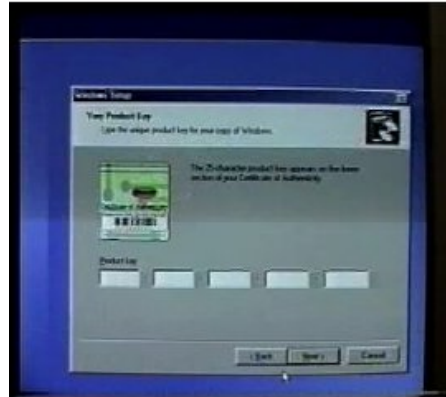 Windows Setup
Your Product Key
Type the unique product key for your copy of Windows.
The 25-character product key appears on the lower
section of your Certificate of Authenticity.
Product key
< Back
Next >
Cancel